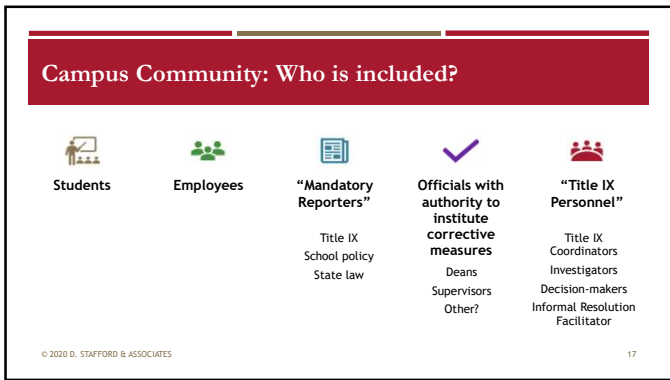 Campus Community: Who is included?
Students
Employees
“Mandatory
Reporters”
Title IX
School policy
State law
Officials with
authority to
institute
corrective
measures
Deans
Supervisors
Other?
“Title IX
Personnel”
Title IX
Coordinators
Investigators
Decision-makers
Informal Resolution
Facilitator
© 2020 D. STAFFORD & ASSOCIATES
17